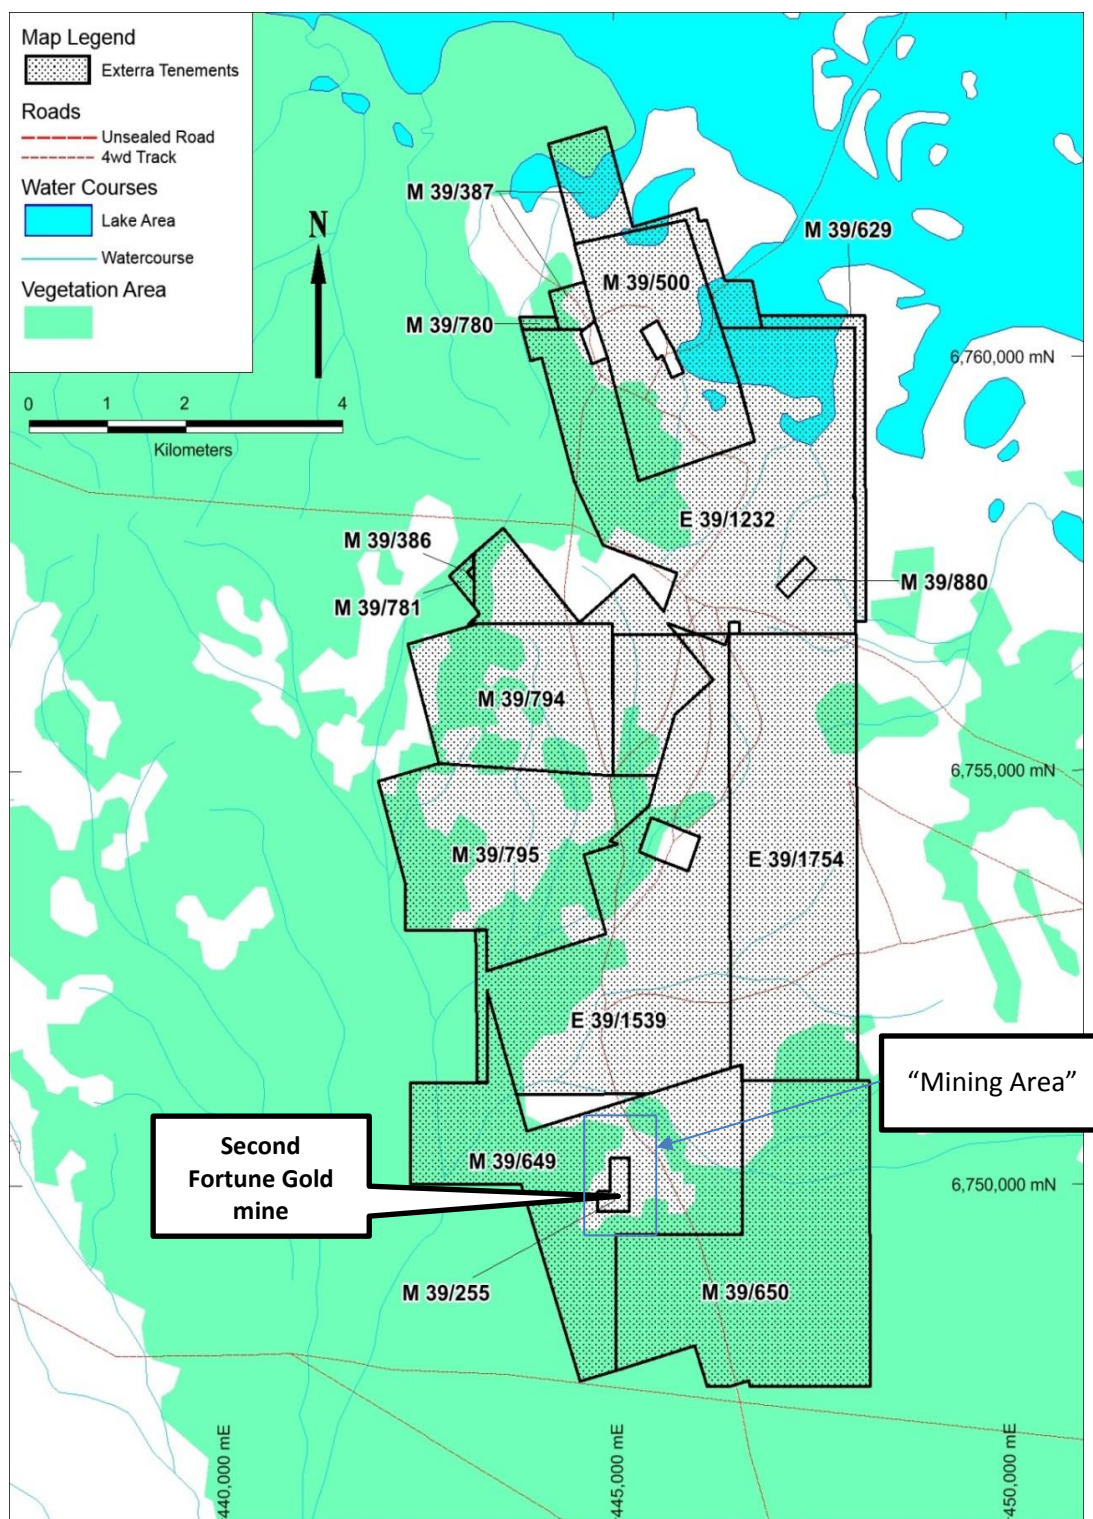 Map Legend
Exterra Tenements
Roads
Unsealed Road
4wd Track
Water Courses
Lake Area
Watercourse
Vegetation Area
N
0 1 2 4
Kilometers
M 39/387
M 39/629
M 39/500
M 39/780
6,760,000 mN
E 39/1232
M 39/386
M 39/880
M 39/781
M 39/794
6,755,000 mN
M 39/795
E 39/1754
E 39/1539
“Mining Area”
Second
Fortune Gold
mine
M 39/649
6,750,000 mN
M 39/255
M 39/650
440,000 mE
445,000 mE
450,000 mE